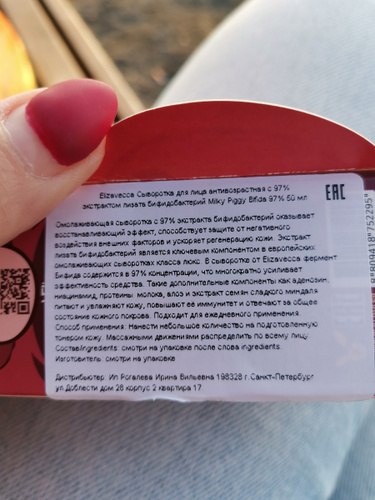 Elizavecca Сыворотка для лица антивозрастная с 97%
экстрактом лизата бифидобактерий Milky Piggy Bifida 97% 50 мл
EAC
Омолаживающая сыворотка с 97% экстракта бифидобактерий оказывает
восстанавливающий эффект, способствует защите от негативного
воздействия внешних факторов и ускоряет регенерацию кожи. Экстракт
лизата бифидобактерий является ключевым компонентом в европейских
омолаживающих сыворотках класса люкс. В сыворотке от Elizavecca фермент
Бифида содержится в 97% концентрации, что многократно усиливает
эффективность средства. Такие дополнительные компоненты как аденозин,
ниацинамид, протеины молока, алоэ и экстракт семян сладкого миндаля
питают и увлажняют кожу, повышают ее иммунитет и отвечают за общее
состояние кожного покрова. Подходит для ежедневного применения.
Способ применения: Нанести небольшое количество на подготовленную
тонером кожу. Массажными движениями распределить по всему лицу.
Состав/ingredients: смотри на упаковке после слова ingredients.
Изготовитель: смотри на упаковке
Дистрибьютер: Ип Рогалева Ирина Вильевна 198328 г.Санкт-Петербург
ул.Доблести дом 26 корпус 2 квартира 17
8809418752295